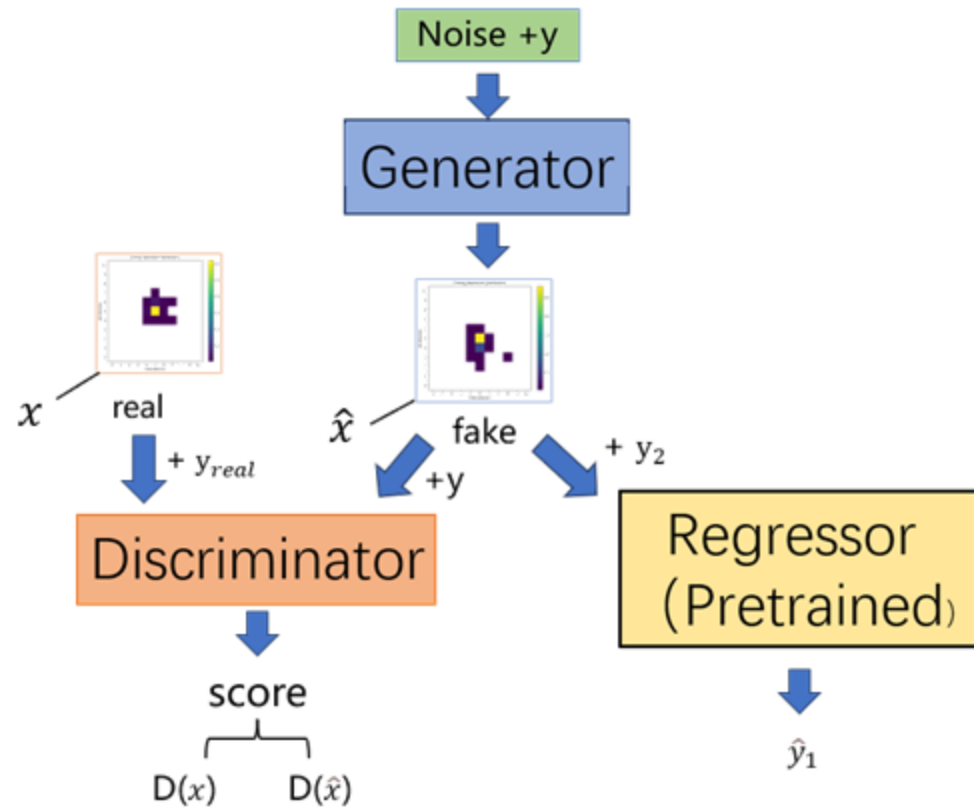 Noise +y
Generator
x
real
x̂
fake
+ y_real
+y
+ y₂
Discriminator
Regressor
(Pretrained)
score
D(x)
D(x̂)
ŷ₁